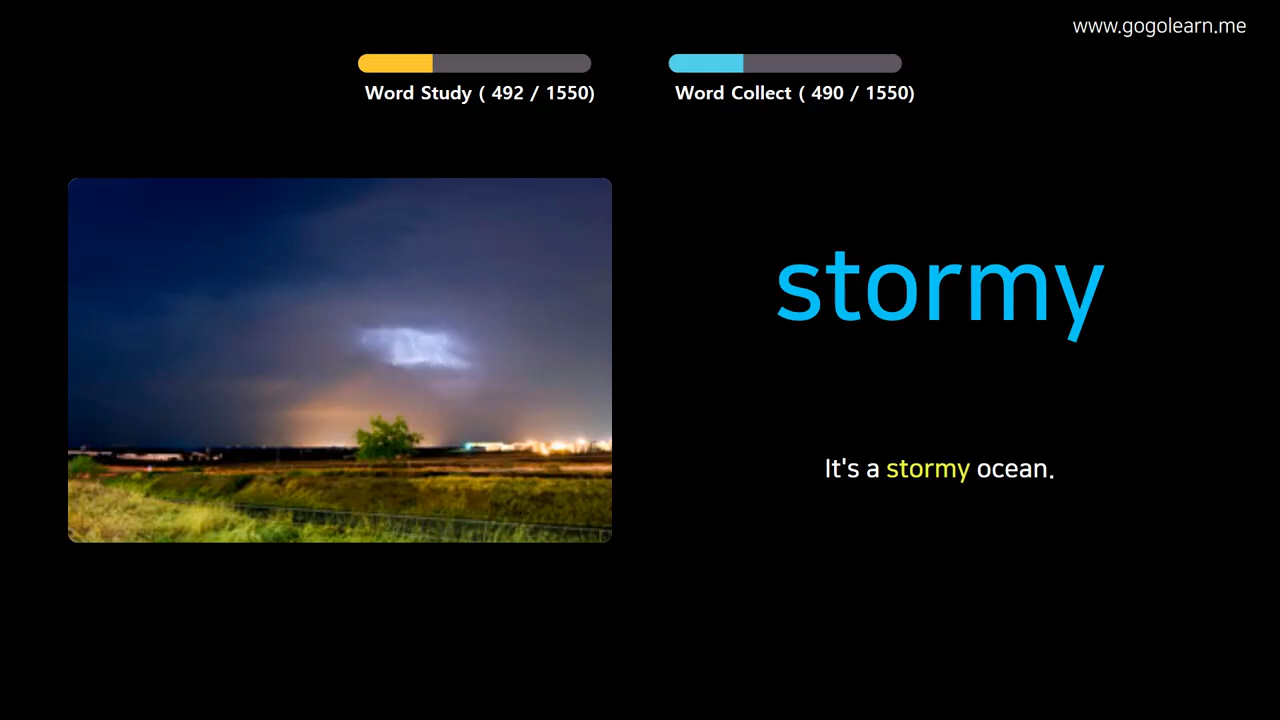 www.gogolearn.me
Word Study ( 492 / 1550)
Word Collect ( 490 / 1550)
stormy
It's a stormy ocean.